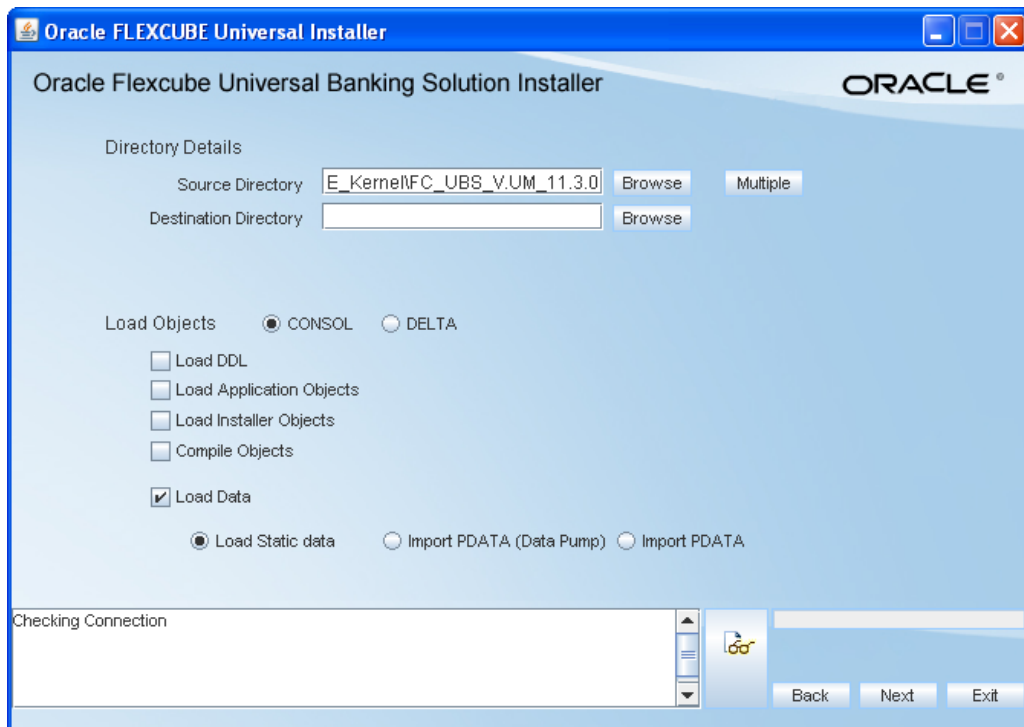 Oracle FLEXCUBE Universal Installer
Oracle Flexcube Universal Banking Solution Installer
ORACLE
Directory Details
Source Directory E_Kernel\FC_UBS_V.UM_11.3.0 Browse Multiple
Destination Directory Browse
Load Objects CONSOL DELTA
Load DDL
Load Application Objects
Load Installer Objects
Compile Objects
Load Data
Load Static data Import PDATA (Data Pump) Import PDATA
Checking Connection
Back Next Exit